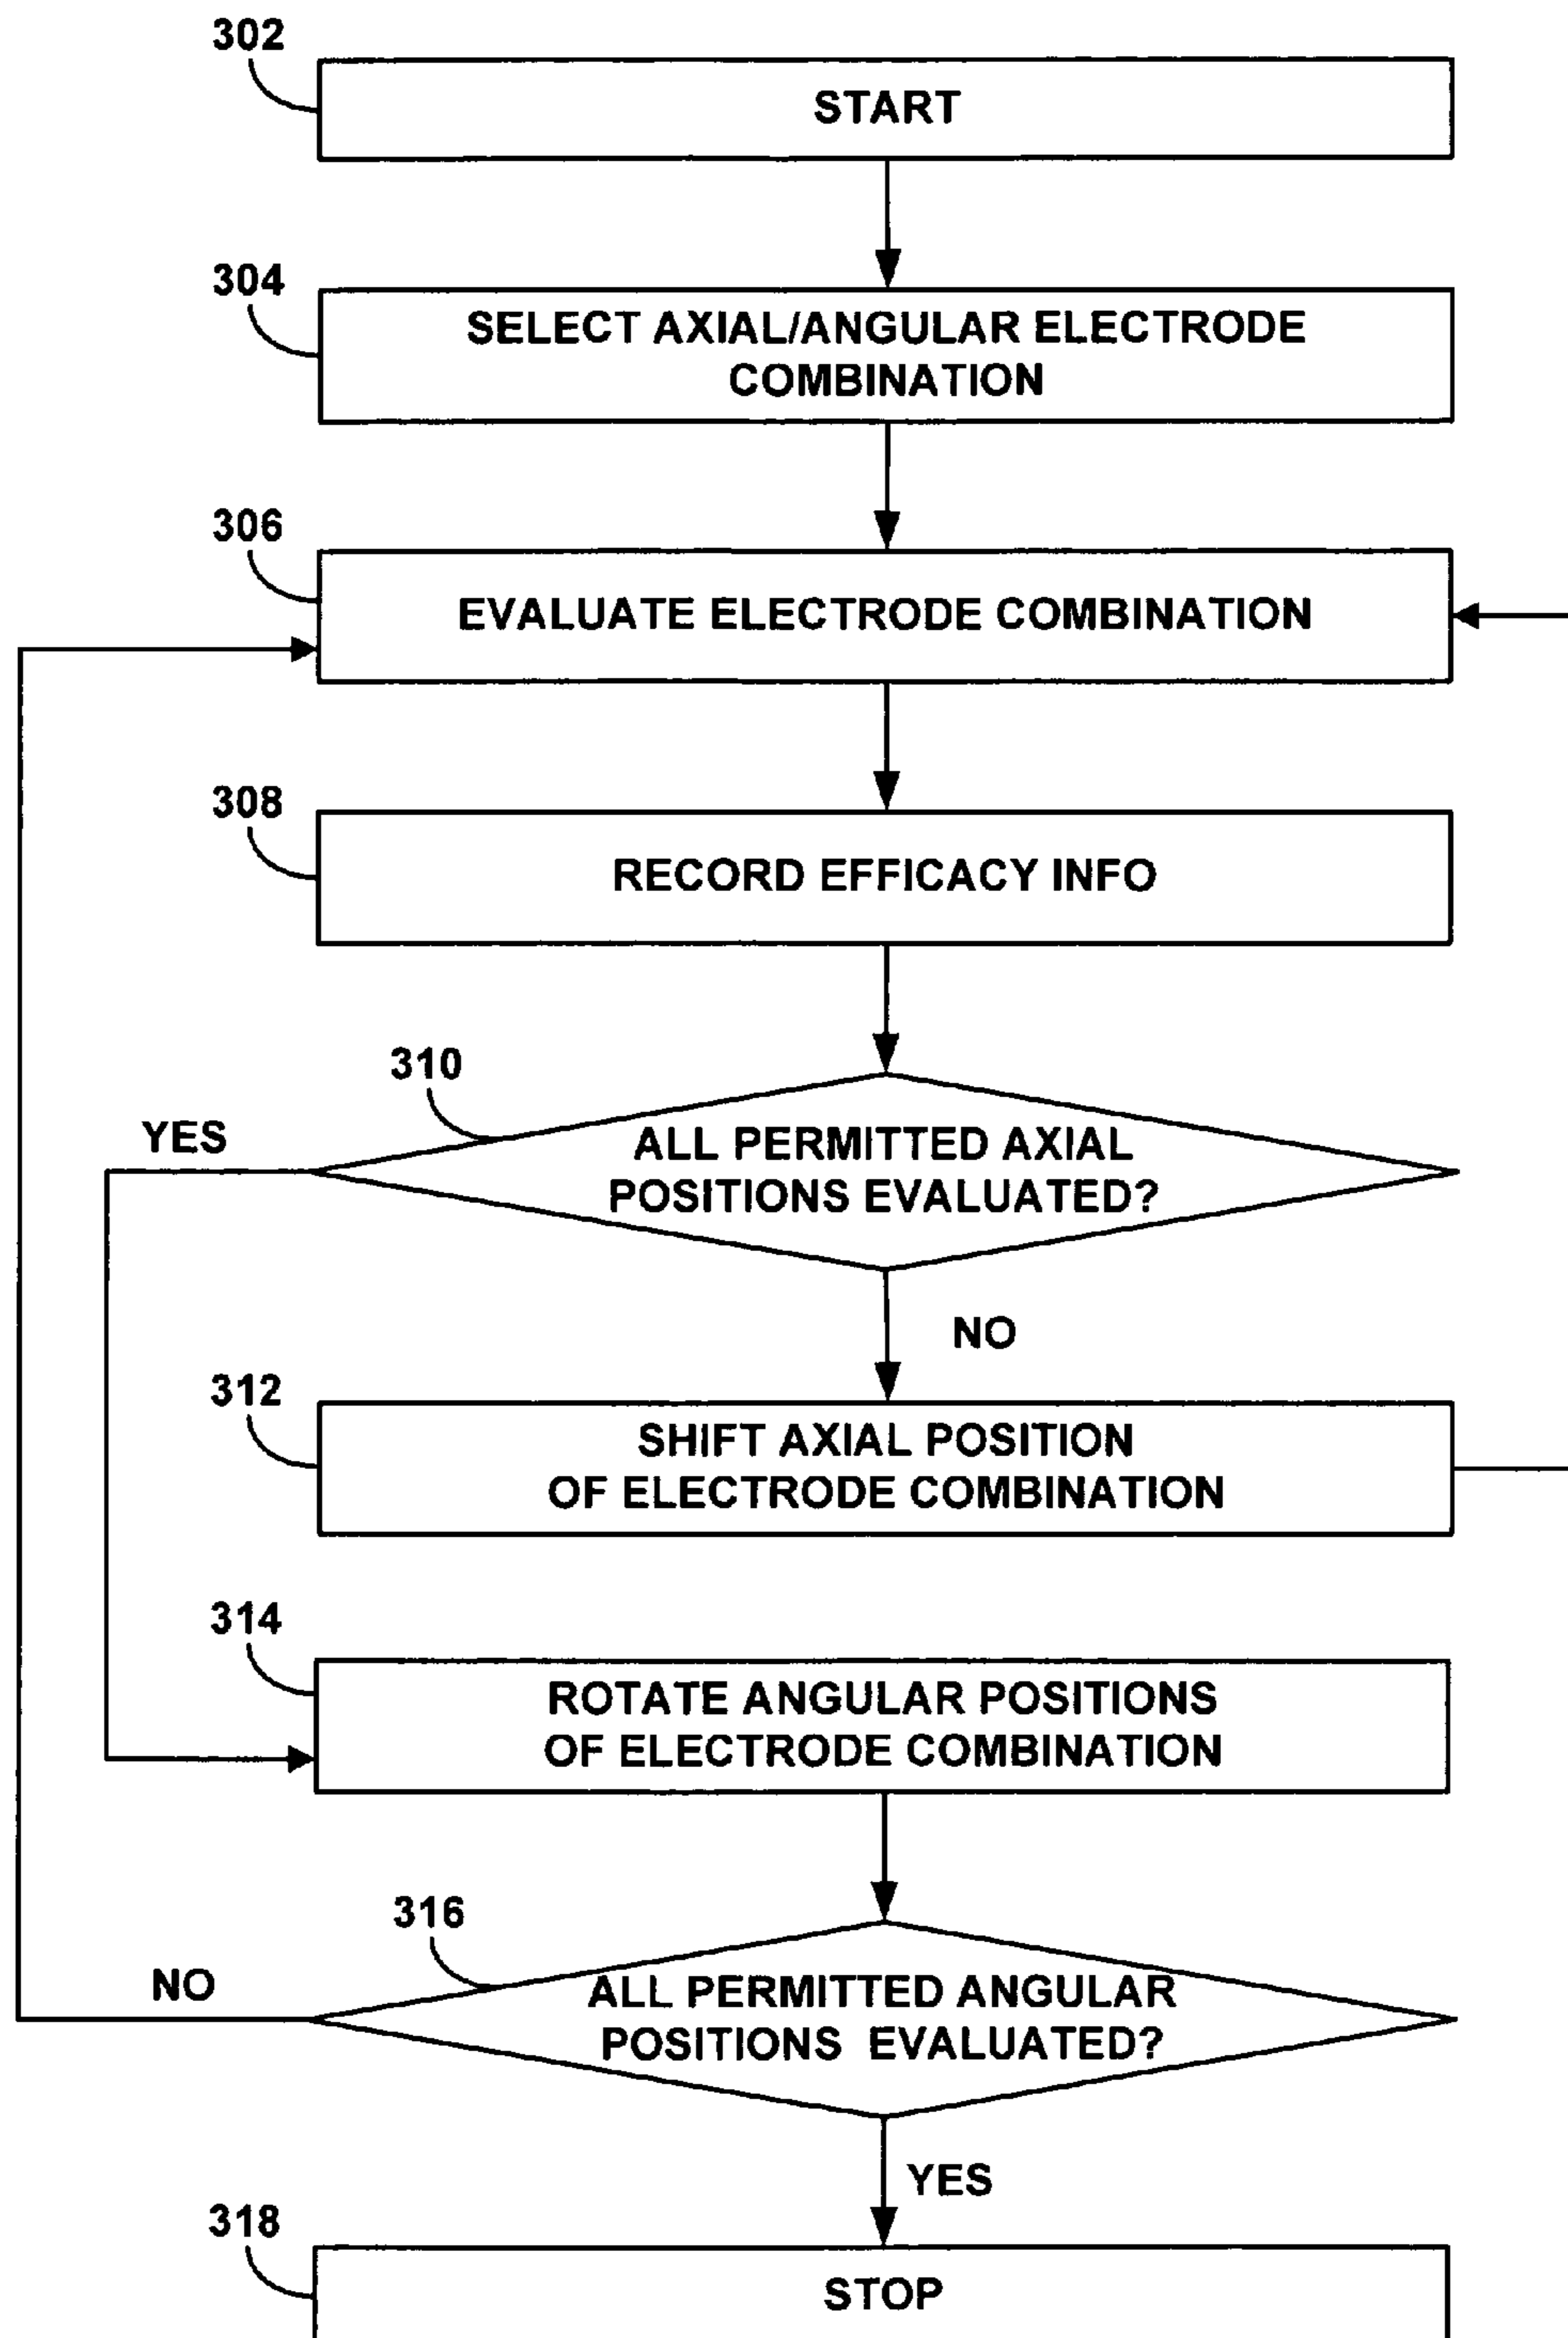 302
START
304
SELECT AXIAL/ANGULAR ELECTRODE
COMBINATION
306
EVALUATE ELECTRODE COMBINATION
308
RECORD EFFICACY INFO
310
YES
ALL PERMITTED AXIAL
POSITIONS EVALUATED?
NO
312
SHIFT AXIAL POSITION
OF ELECTRODE COMBINATION
314
ROTATE ANGULAR POSITIONS
OF ELECTRODE COMBINATION
316
NO
ALL PERMITTED ANGULAR
POSITIONS EVALUATED?
YES
318
STOP